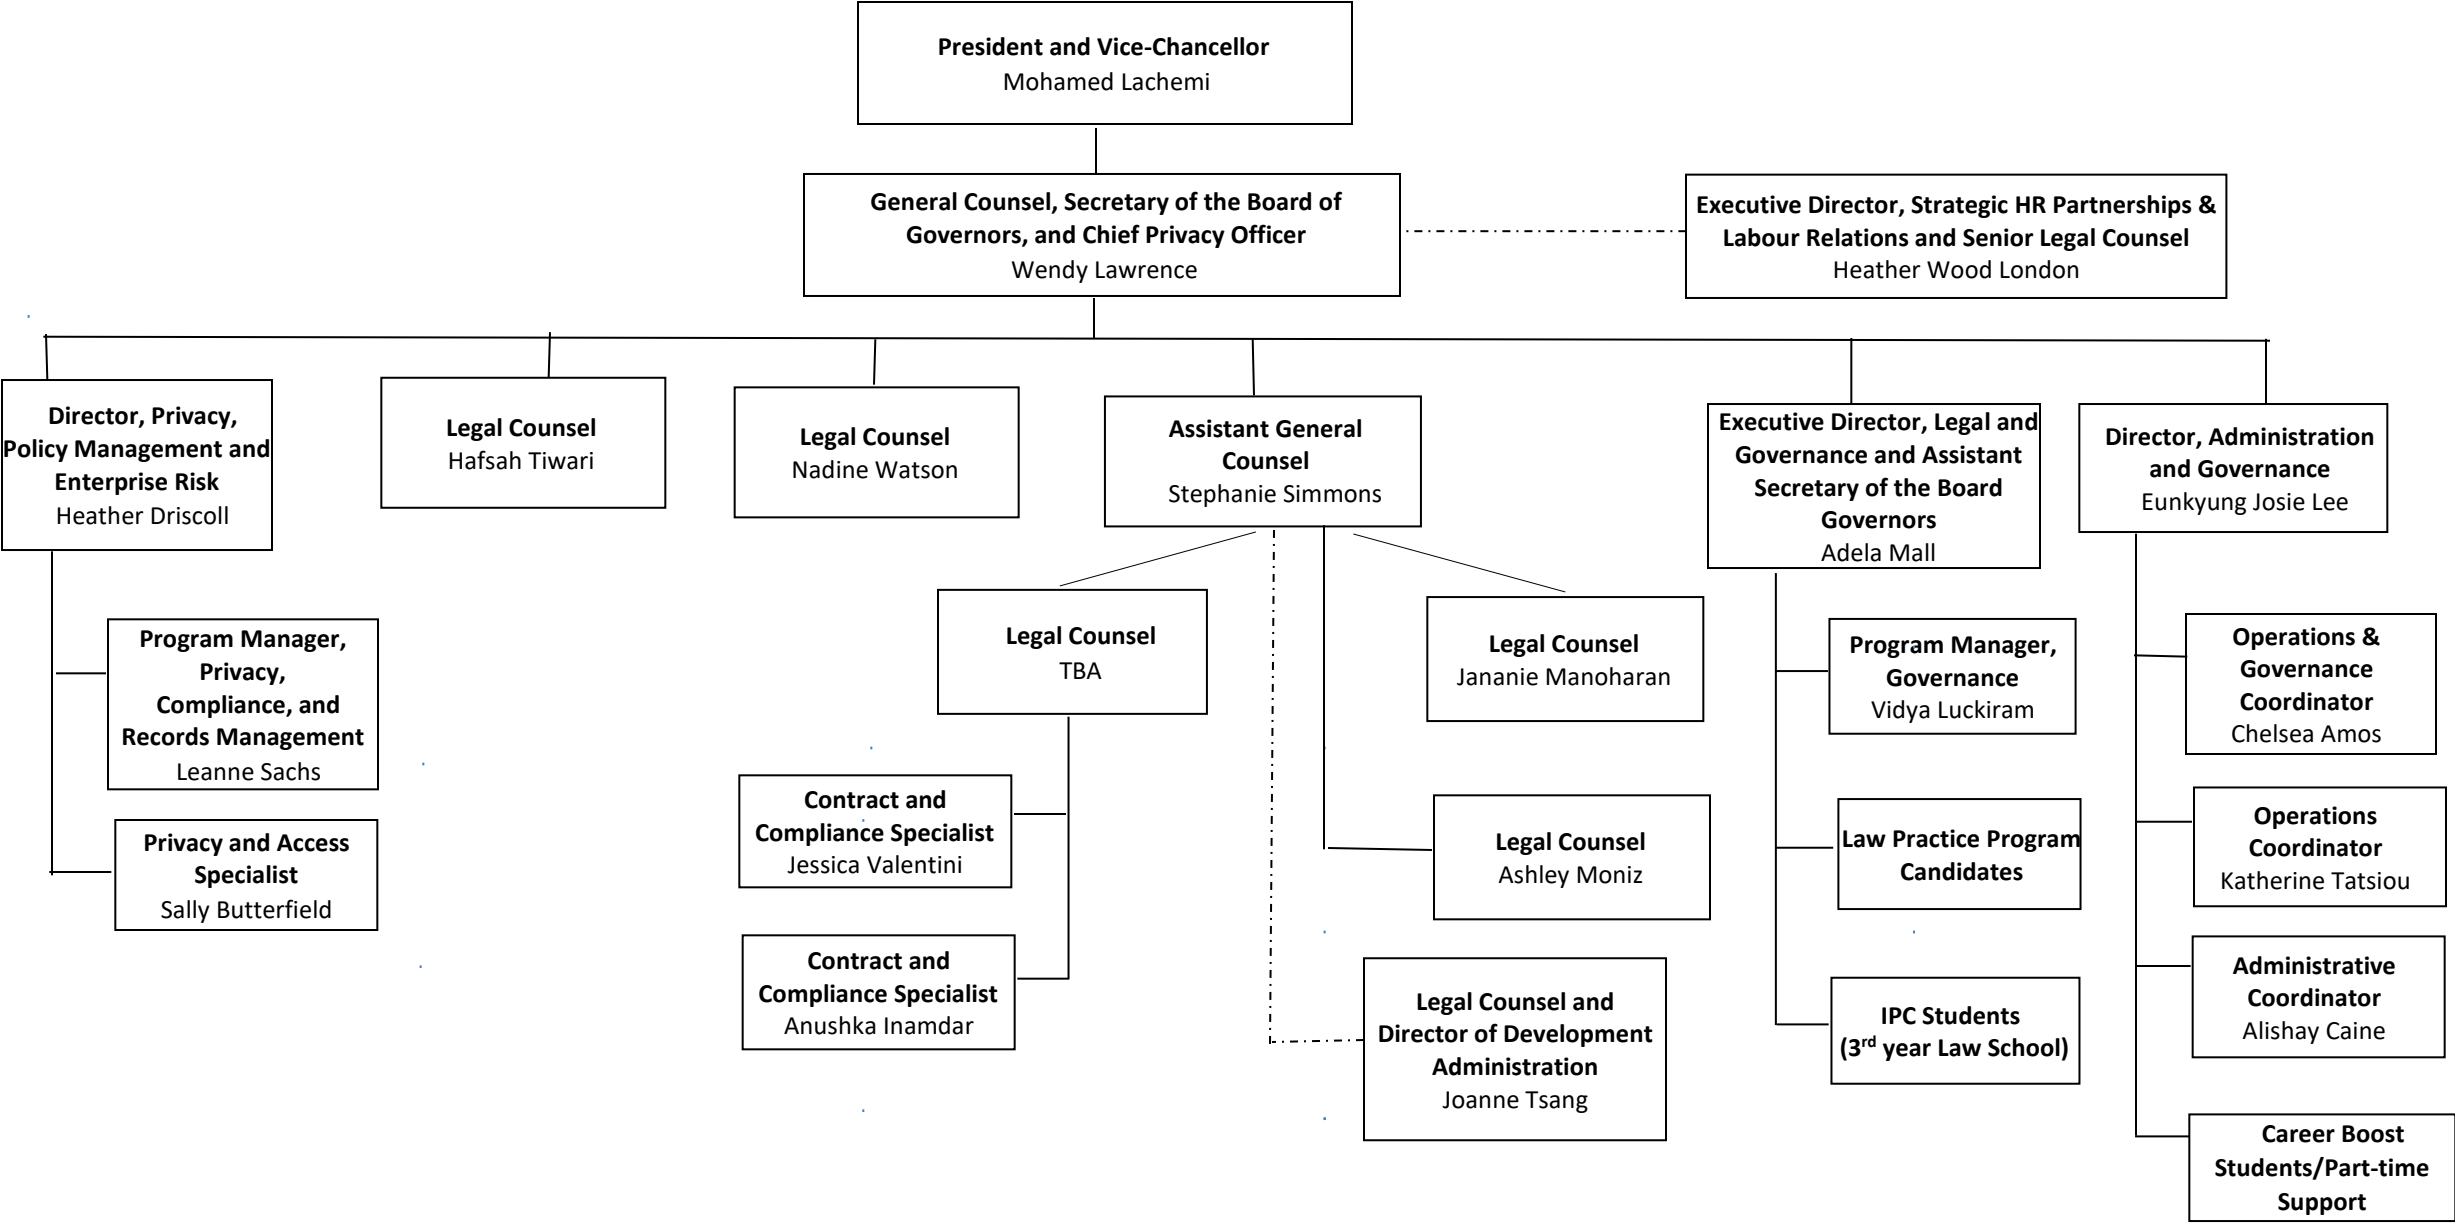 President and Vice-Chancellor
Mohamed Lachemi
General Counsel, Secretary of the Board of
Governors, and Chief Privacy Officer
Wendy Lawrence
Executive Director, Strategic HR Partnerships &
Labour Relations and Senior Legal Counsel
Heather Wood London
Director, Privacy,
Policy Management and
Enterprise Risk
Heather Driscoll
Legal Counsel
Hafsah Tiwari
Legal Counsel
Nadine Watson
Assistant General
Counsel
Stephanie Simmons
Executive Director, Legal and
Governance and Assistant
Secretary of the Board
Governors
Adela Mall
Director, Administration
and Governance
Eunkyung Josie Lee
Program Manager,
Privacy,
Compliance, and
Records Management
Leanne Sachs
Privacy and Access
Specialist
Sally Butterfield
Legal Counsel
TBA
Contract and
Compliance Specialist
Jessica Valentini
Contract and
Compliance Specialist
Anushka Inamdar
Legal Counsel
Jananie Manoharan
Legal Counsel
Ashley Moniz
Legal Counsel and
Director of Development
Administration
Joanne Tsang
Program Manager,
Governance
Vidya Luckiram
Law Practice Program
Candidates
IPC Students
(3rd year Law School)
Operations &
Governance
Coordinator
Chelsea Amos
Operations
Coordinator
Katherine Tatsiou
Administrative
Coordinator
Alishay Caine
Career Boost
Students/Part-time
Support